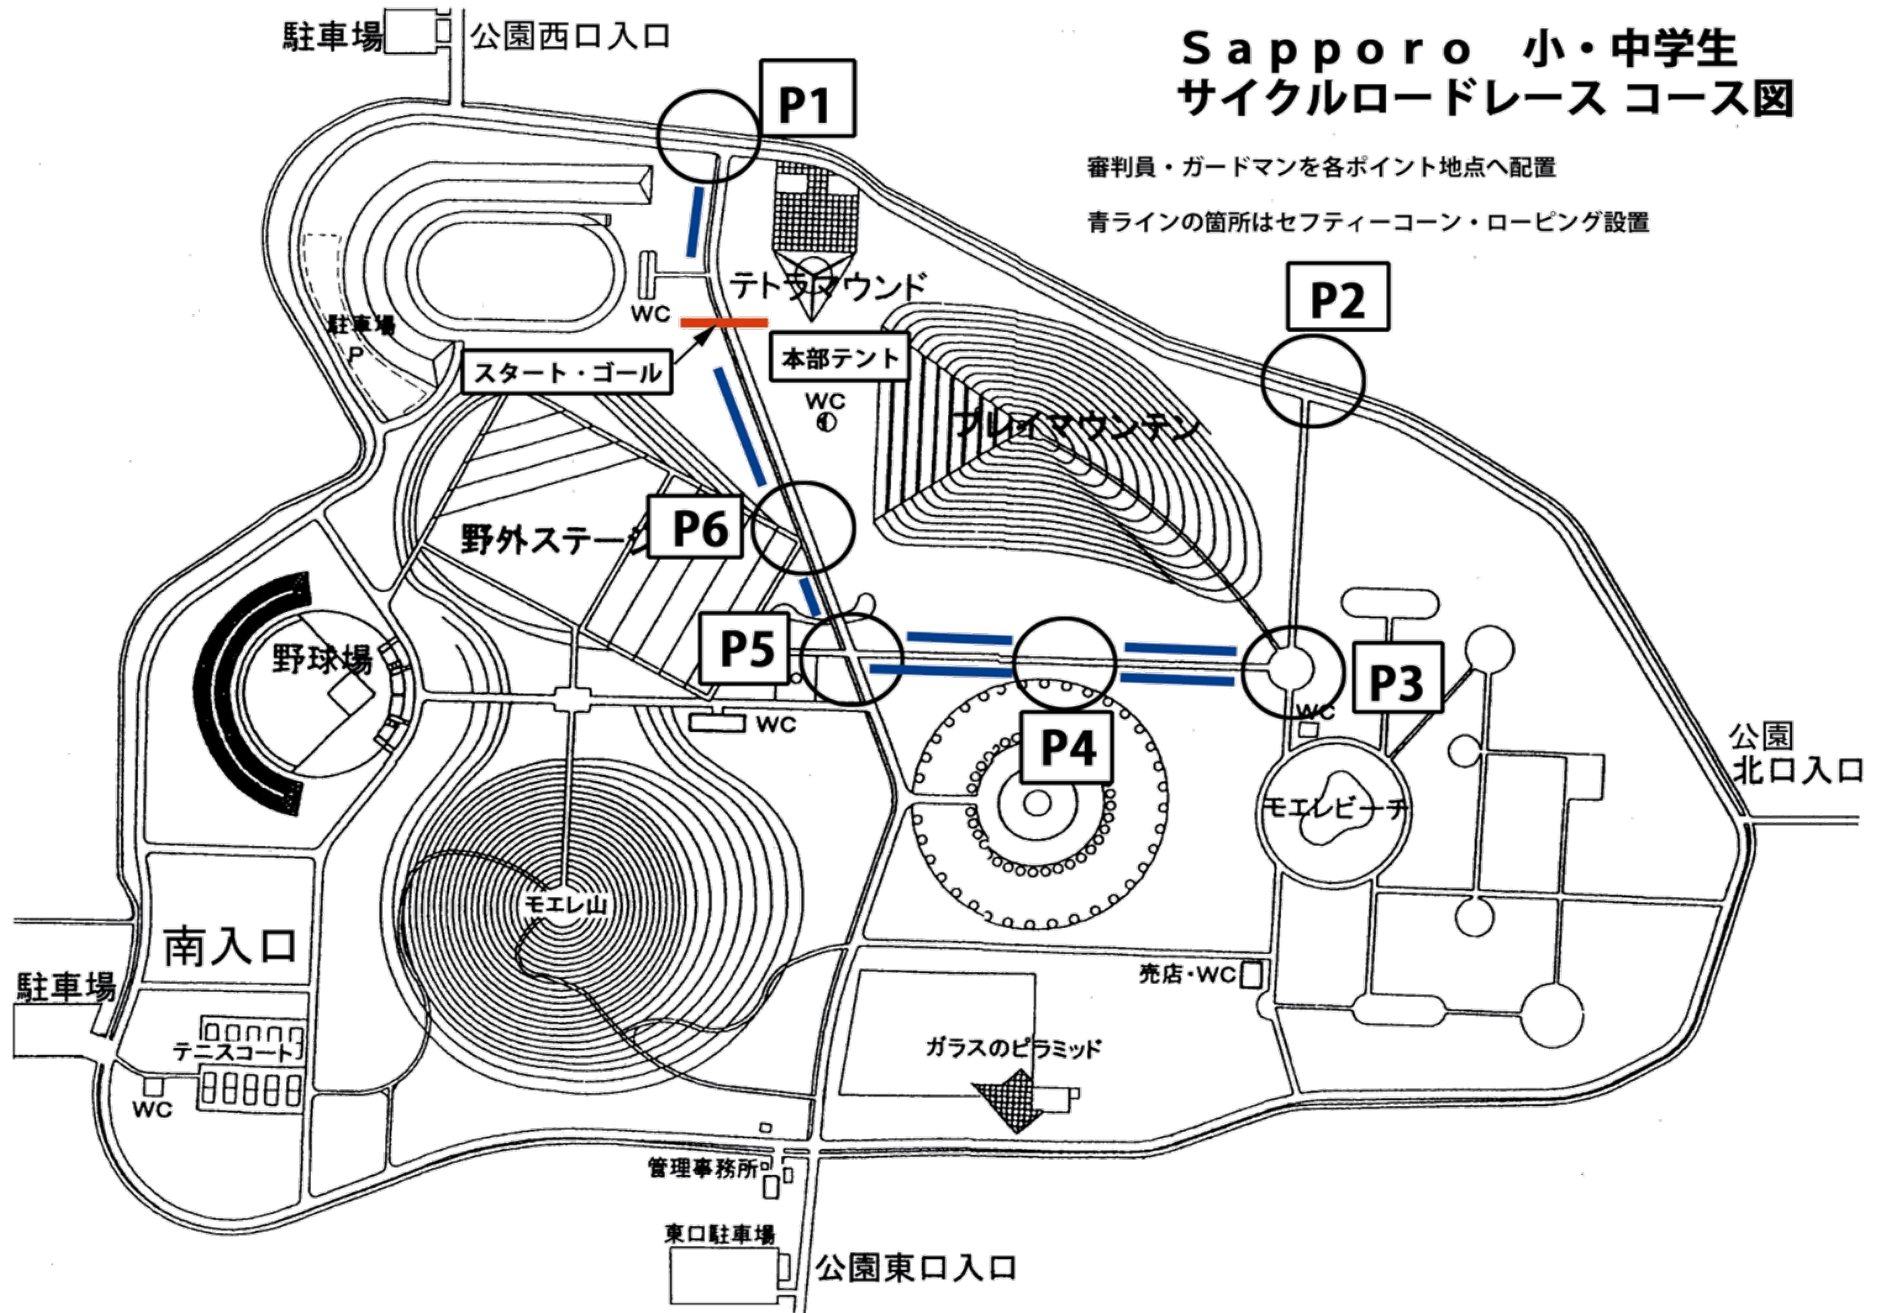 駐車場
公園西口入口
Ｓａｐｐｏｒｏ　小・中学生
サイクルロードレース コース図
P1
審判員・ガードマンを各ポイント地点へ配置
青ラインの箇所はセフティーコーン・ローピング設置
テトラマウンド
P2
WC
駐車場
P
スタート・ゴール
本部テント
WC
プレイマウンテン
P6
野外ステージ
P5
野球場
P3
WC
WC
P4
公園
北口入口
モエレビーチ
モエレ山
南入口
駐車場
売店・WC
テニスコート
ガラスのピラミッド
WC
管理事務所
東口駐車場
公園東口入口